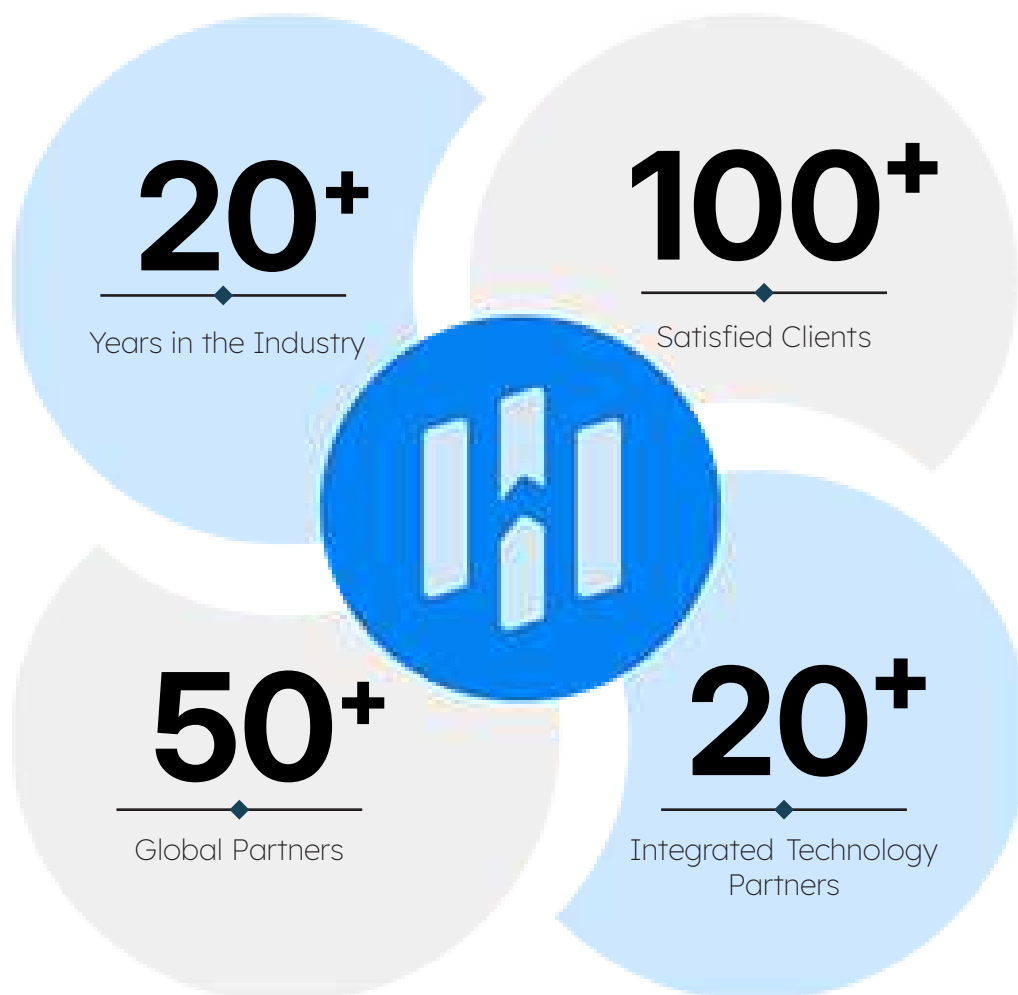 20+
Years in the Industry
100+
Satisfied Clients
50+
Global Partners
20+
Integrated Technology
Partners